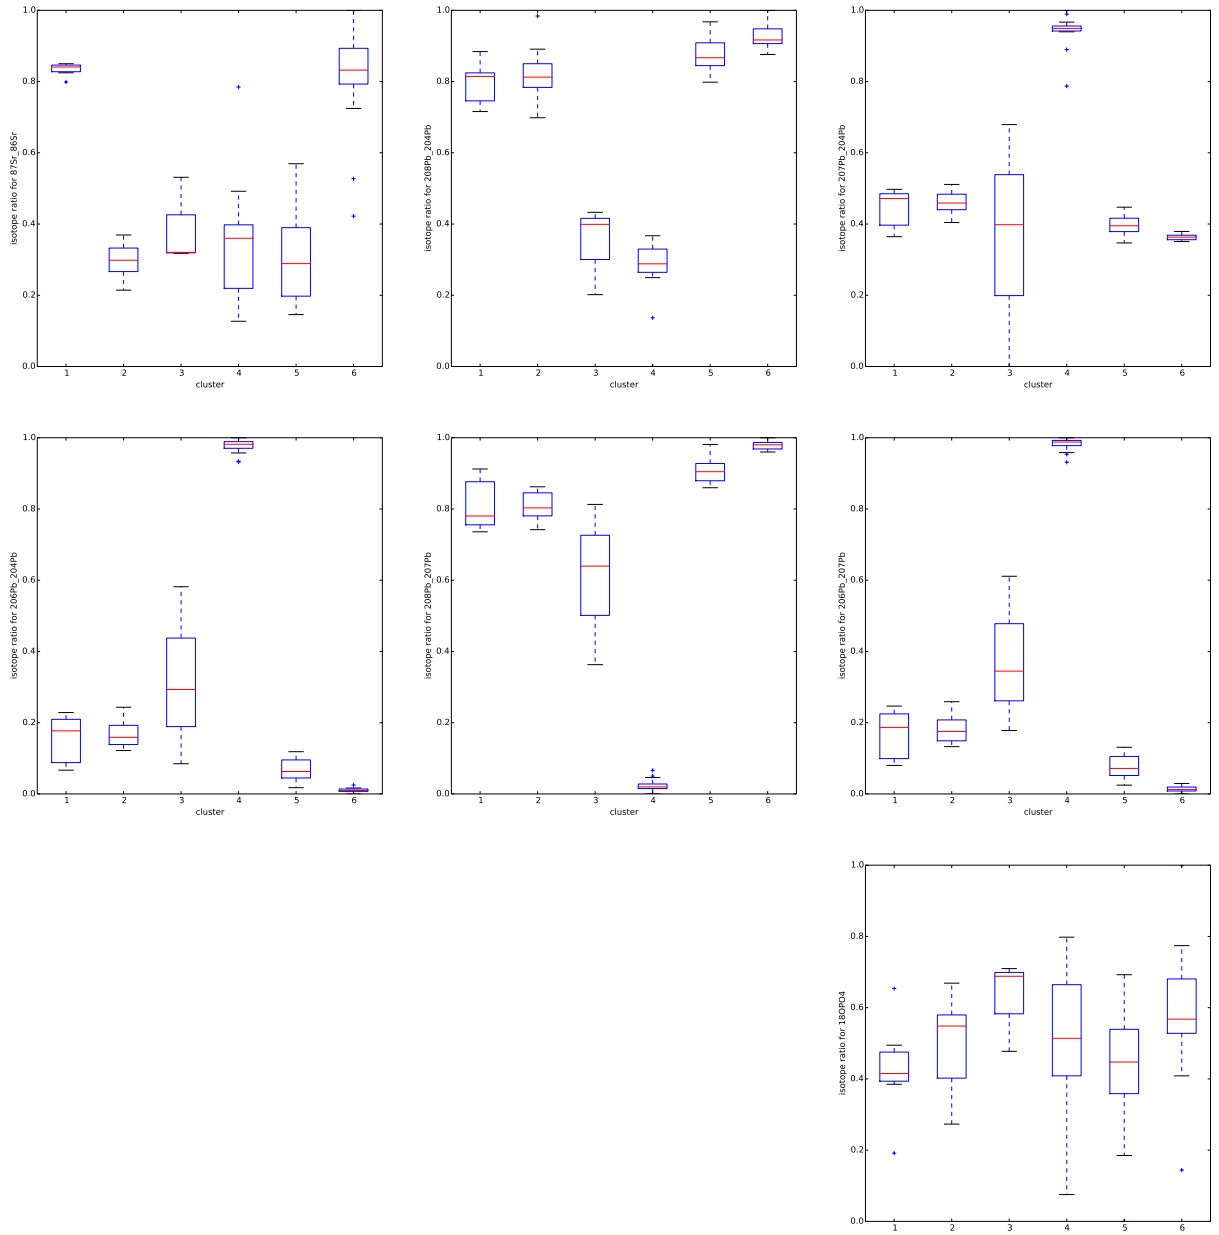 1.0
0.8
0.6
0.4
0.2
0.0
isotope ratio for 87Sr_86Sr
1 2 3 4 5 6
cluster
1.0
0.8
0.6
0.4
0.2
0.0
isotope ratio for 208Pb_204Pb
1 2 3 4 5 6
cluster
1.0
0.8
0.6
0.4
0.2
0.0
isotope ratio for 207Pb_204Pb
1 2 3 4 5 6
cluster
1.0
0.8
0.6
0.4
0.2
0.0
isotope ratio for 206Pb_204Pb
1 2 3 4 5 6
cluster
1.0
0.8
0.6
0.4
0.2
0.0
isotope ratio for 208Pb_207Pb
1 2 3 4 5 6
cluster
1.0
0.8
0.6
0.4
0.2
0.0
isotope ratio for 206Pb_207Pb
1 2 3 4 5 6
cluster
1.0
0.8
0.6
0.4
0.2
0.0
isotope ratio for 18OPO4
1 2 3 4 5 6